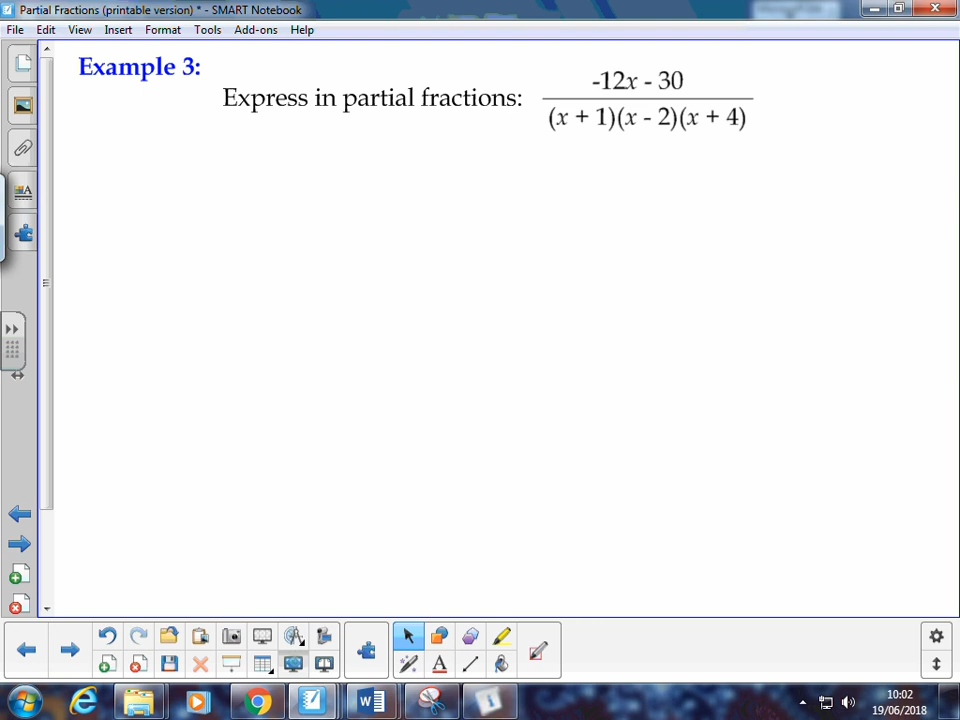 Partial Fractions (printable version) * - SMART Notebook
File Edit View Insert Format Tools Add-ons Help
Example 3:
Express in partial fractions:
-12x - 30
(x + 1)(x - 2)(x + 4)
10:02
19/06/2018